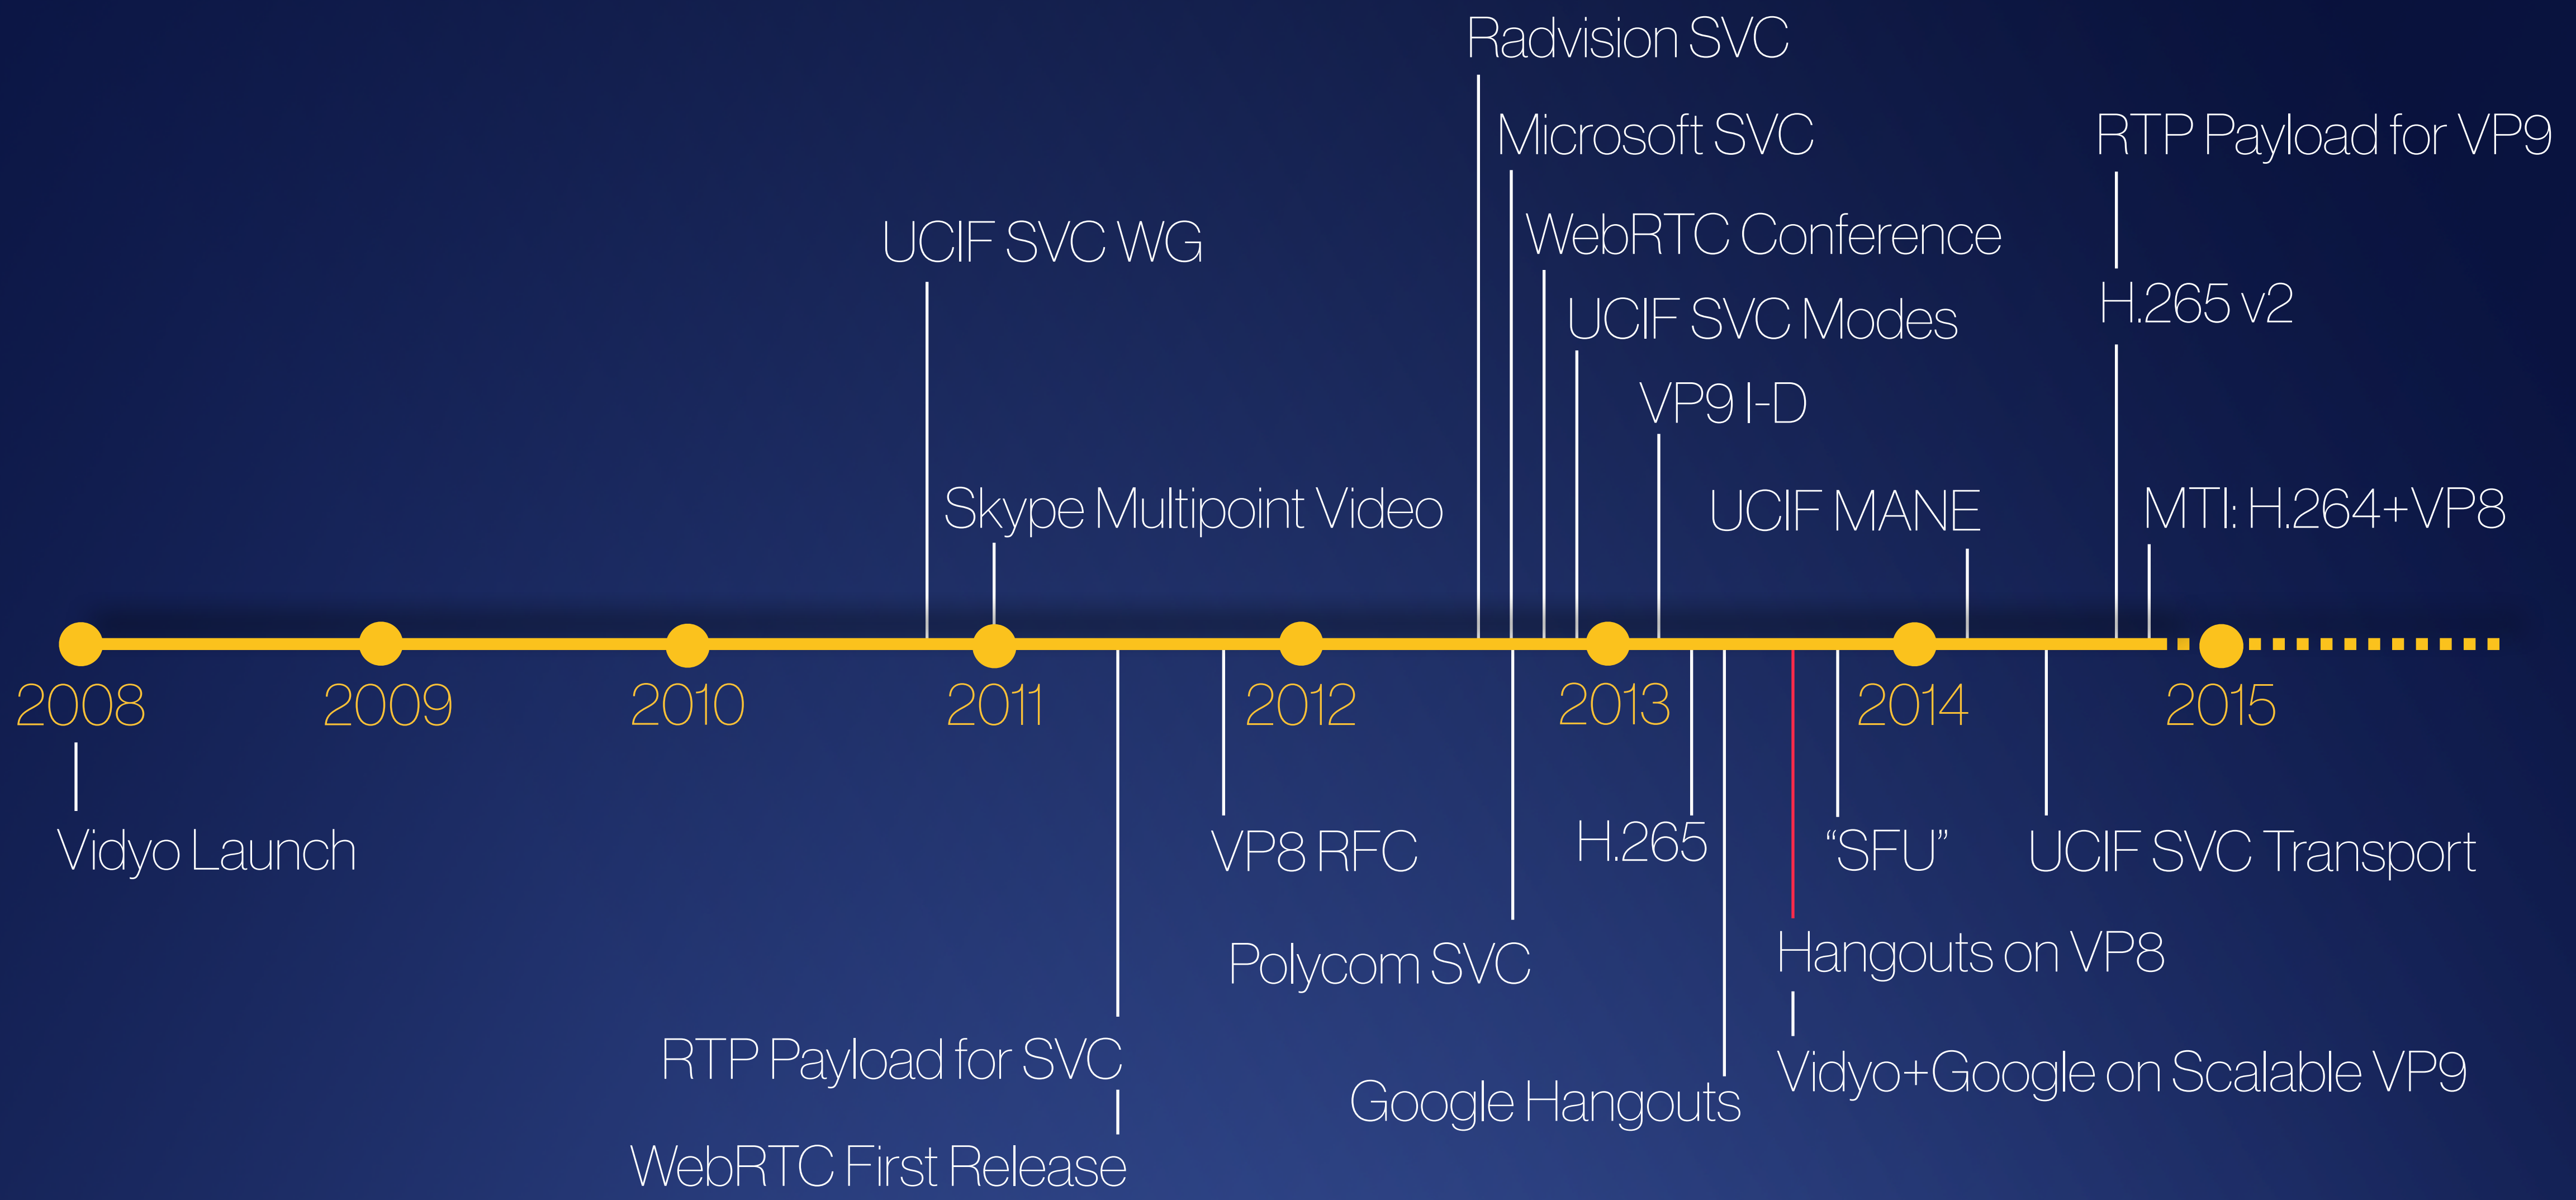 Radvision SVC
Microsoft SVC
RTP Payload for VP9
WebRTC Conference
UCIF SVC WG
H.265 v2
UCIF SVC Modes
VP9 I-D
Skype Multipoint Video
UCIF MANE
MTI: H.264+VP8
2008
2009
2010
2011
2012
2013
2014
2015
Vidyo Launch
VP8 RFC
H.265
“SFU”
UCIF SVC Transport
Polycom SVC
Hangouts on VP8
RTP Payload for SVC
Vidyo+Google on Scalable VP9
Google Hangouts
WebRTC First Release